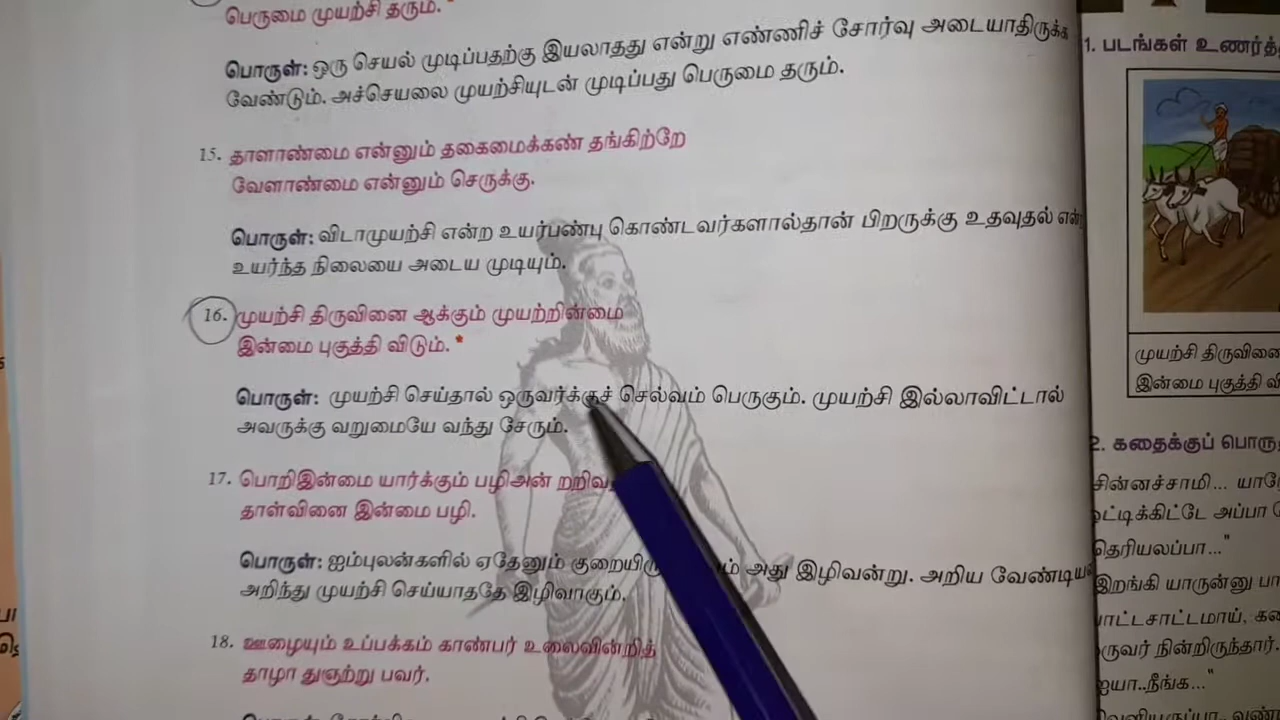 பெருமை முயற்சி தரும்.*
பொருள்: ஒரு செயல் முடிப்பதற்கு இயலாதது என்று எண்ணிச் சோர்வு அடையாதிருக்க
வேண்டும். அச்செயலை முயற்சியுடன் முடிப்பது பெருமை தரும்.
15. தாளாண்மை என்னும் தகைமைக்கண் தங்கிற்றே
வேளாண்மை என்னும் செருக்கு.
பொருள்: விடாமுயற்சி என்ற உயர்பண்பு கொண்டவர்களால்தான் பிறருக்கு உதவுதல்
உயர்ந்த நிலையை அடைய முடியும்.
16. முயற்சி திருவினை ஆக்கும் முயற்றின்மை
இன்மை புகுத்தி விடும்.*
பொருள்: முயற்சி செய்தால் ஒருவர்க்குச் செல்வம் பெருகும். முயற்சி இல்லாவிட்டால்
அவருக்கு வறுமையே வந்து சேரும்.
17. பொறிஇன்மை யார்க்கும் பழிஅன்
தாள்வினை இன்மை பழி.
பொருள்: ஐம்புலன்களில் ஏதேனும் அது இழிவன்று. அறிய
அறிந்து முயற்சி செய்யாததே இழிவாகும்.
18. ஊழையும் உப்பக்கம் காண்பர் உலைவின்றித்
தாழா துஞற்று பவர்.
1. படங்கள்
முயற்சி திருவினை
இன்மை புகுத்தி
2. கதைக்குப்
சின்னச்சாமி...
ஒட்டிக்கிட்டே அப்பா
தெரியலப்பா..."
இறங்கி யாருன்னு
நின்றிருந்தார்.
ஐயா..நீங்க..."